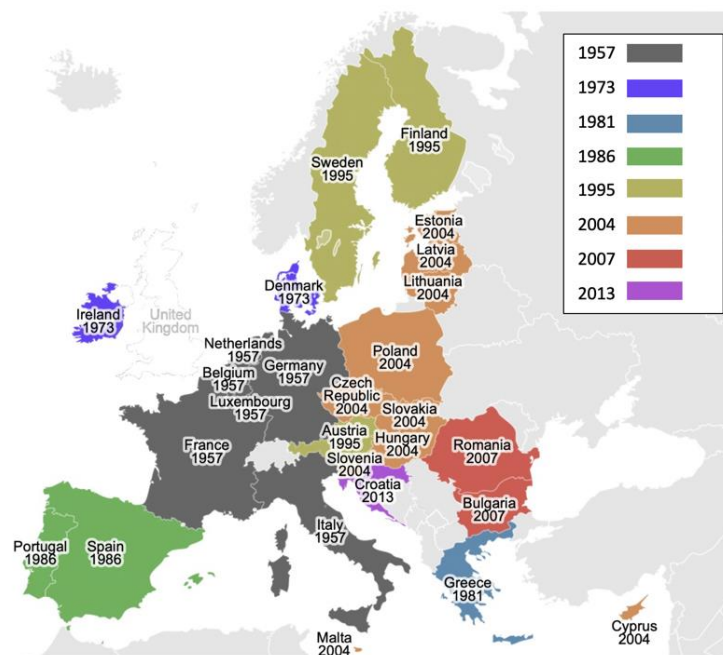 1957
1973
1981
1986
1995
2004
2007
2013
Finland
1995
Sweden
1995
Estonia
2004
Latvia
2004
Lithuania
2004
Denmark
1973
Ireland
1973
United
Kingdom
Netherlands
1957
Belgium
1957
Luxembourg
1957
Germany
1957
Poland
2004
Czech
Republic
2004
Slovakia
2004
Austria
1995
Hungary
2004
Slovenia
2004
Croatia
2013
France
1957
Romania
2007
Bulgaria
2007
Italy
1957
Portugal
1986
Spain
1986
Greece
1981
Malta
2004
Cyprus
2004